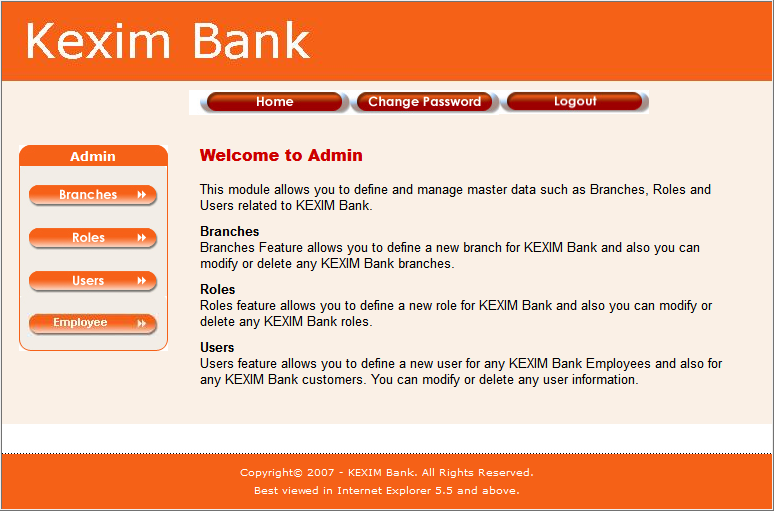 Kexim Bank
Home Change Password Logout
Admin
Branches
Roles
Users
Employee
Welcome to Admin
This module allows you to define and manage master data such as Branches, Roles and
Users related to KEXIM Bank.
Branches
Branches Feature allows you to define a new branch for KEXIM Bank and also you can
modify or delete any KEXIM Bank branches.
Roles
Roles feature allows you to define a new role for KEXIM Bank and also you can modify or
delete any KEXIM Bank roles.
Users
Users feature allows you to define a new user for any KEXIM Bank Employees and also for
any KEXIM Bank customers. You can modify or delete any user information.
Copyright© 2007 - KEXIM Bank. All Rights Reserved.
Best viewed in Internet Explorer 5.5 and above.